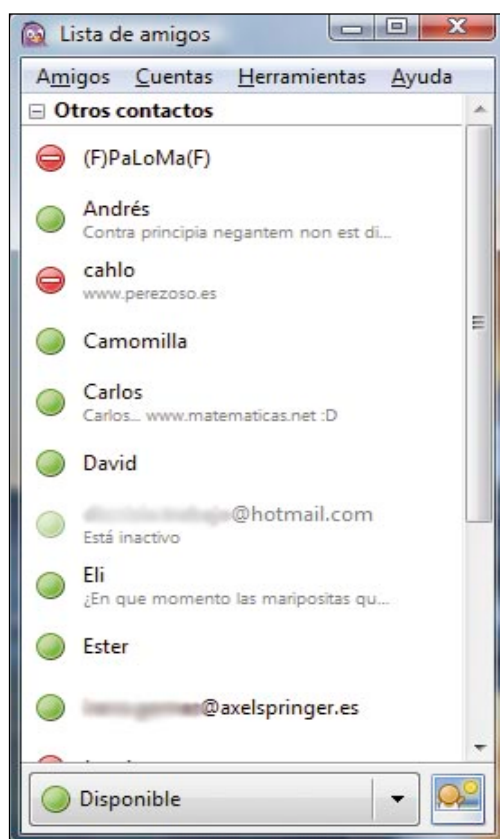 Lista de amigos
Amigos Cuentas Herramientas Ayuda
Otros contactos
(F)PaLoMa(F)
Andrés
Contra principia negantem non est di...
cahlo
www.perezoso.es
Camomilla
Carlos
Carlos... www.matematicas.net :D
David
@hotmail.com
Está inactivo
Eli
¿En que momento las maripositas qu...
Ester
@axelspringer.es
Disponible